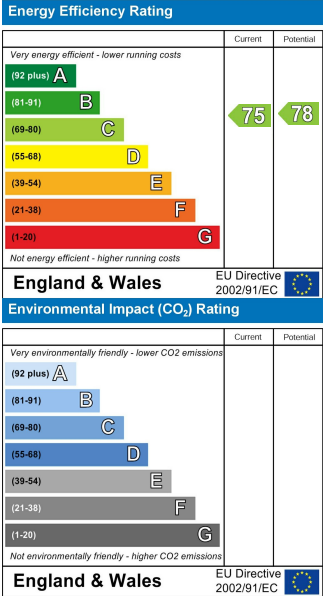 Energy Efficiency Rating
Current Potential
Very energy efficient - lower running costs
(92 plus) A
(81-91) B
(69-80) C
75 78
(55-68) D
(39-54) E
(21-38) F
(1-20) G
Not energy efficient - higher running costs
England & Wales
EU Directive
2002/91/EC
Environmental Impact (CO₂) Rating
Current Potential
Very environmentally friendly - lower CO2 emissions
(92 plus) A
(81-91) B
(69-80) C
(55-68) D
(39-54) E
(21-38) F
(1-20) G
Not environmentally friendly - higher CO2 emissions
England & Wales
EU Directive
2002/91/EC